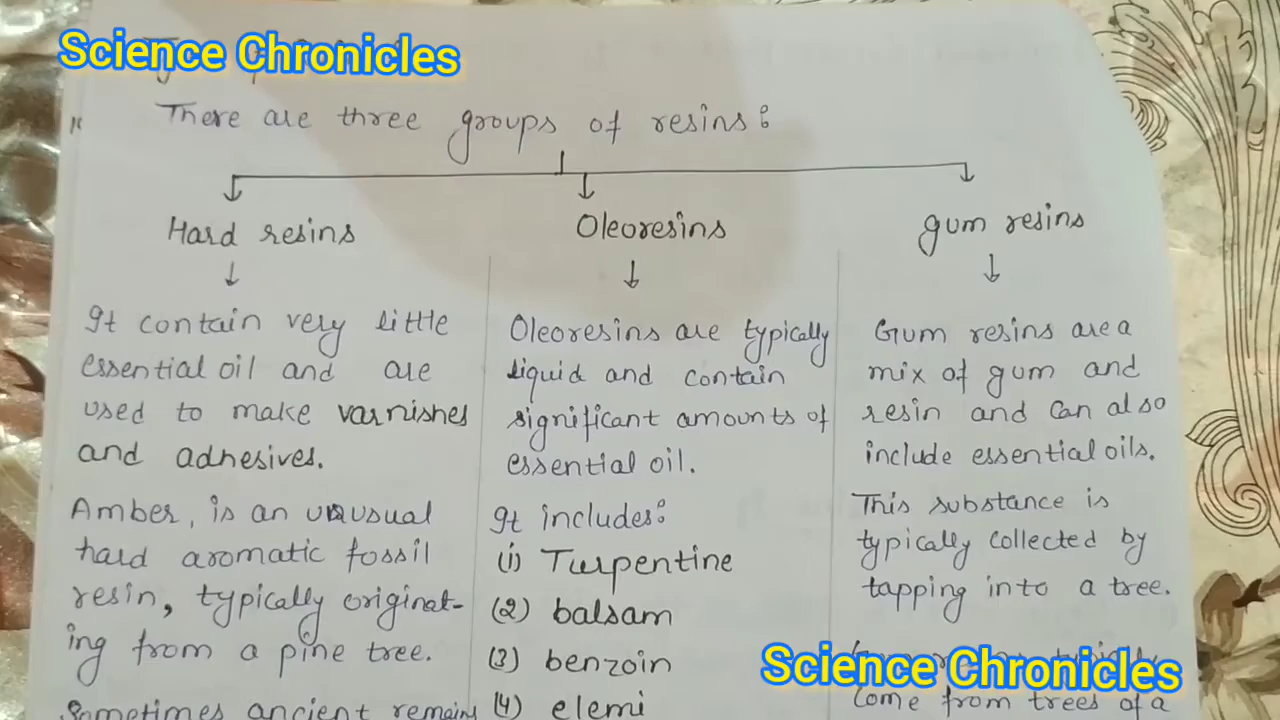 Science Chronicles
There are three groups of resins:
Hard resins
It contain very little
essential oil and are
used to make varnishes
and adhesives.
Amber, is an unusual
hard aromatic fossil
resin, typically originat-
ing from a pine tree.
Sometimes ancient remains
Oleoresins
Oleoresins are typically
liquid and contain
significant amounts of
essential oil.
It includes:
(1) Turpentine
(2) balsam
(3) benzoin
(4) elemi
gum resins
Gum resins are a
mix of gum and
resin and can also
include essential oils.
This substance is
typically collected by
tapping into a tree.
come from trees of a
Science Chronicles